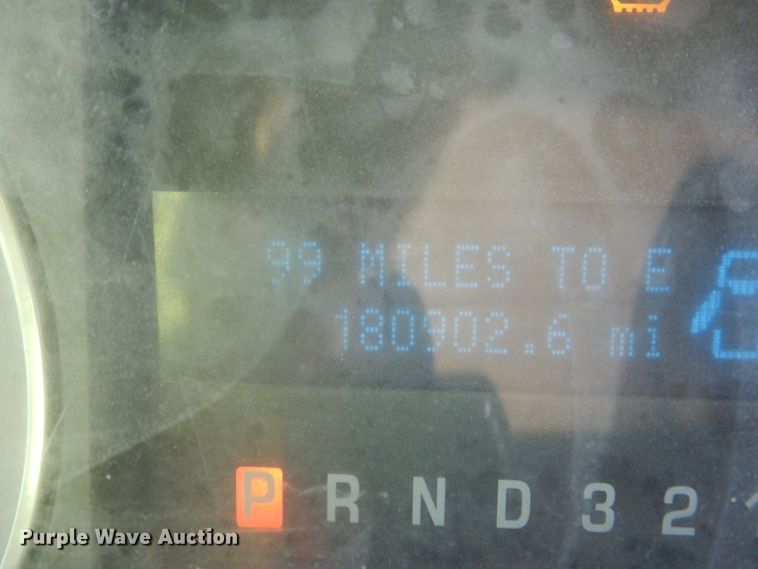 99 MILES TO E
180902.6 mi
P R N D 3 2
Purple Wave Auction